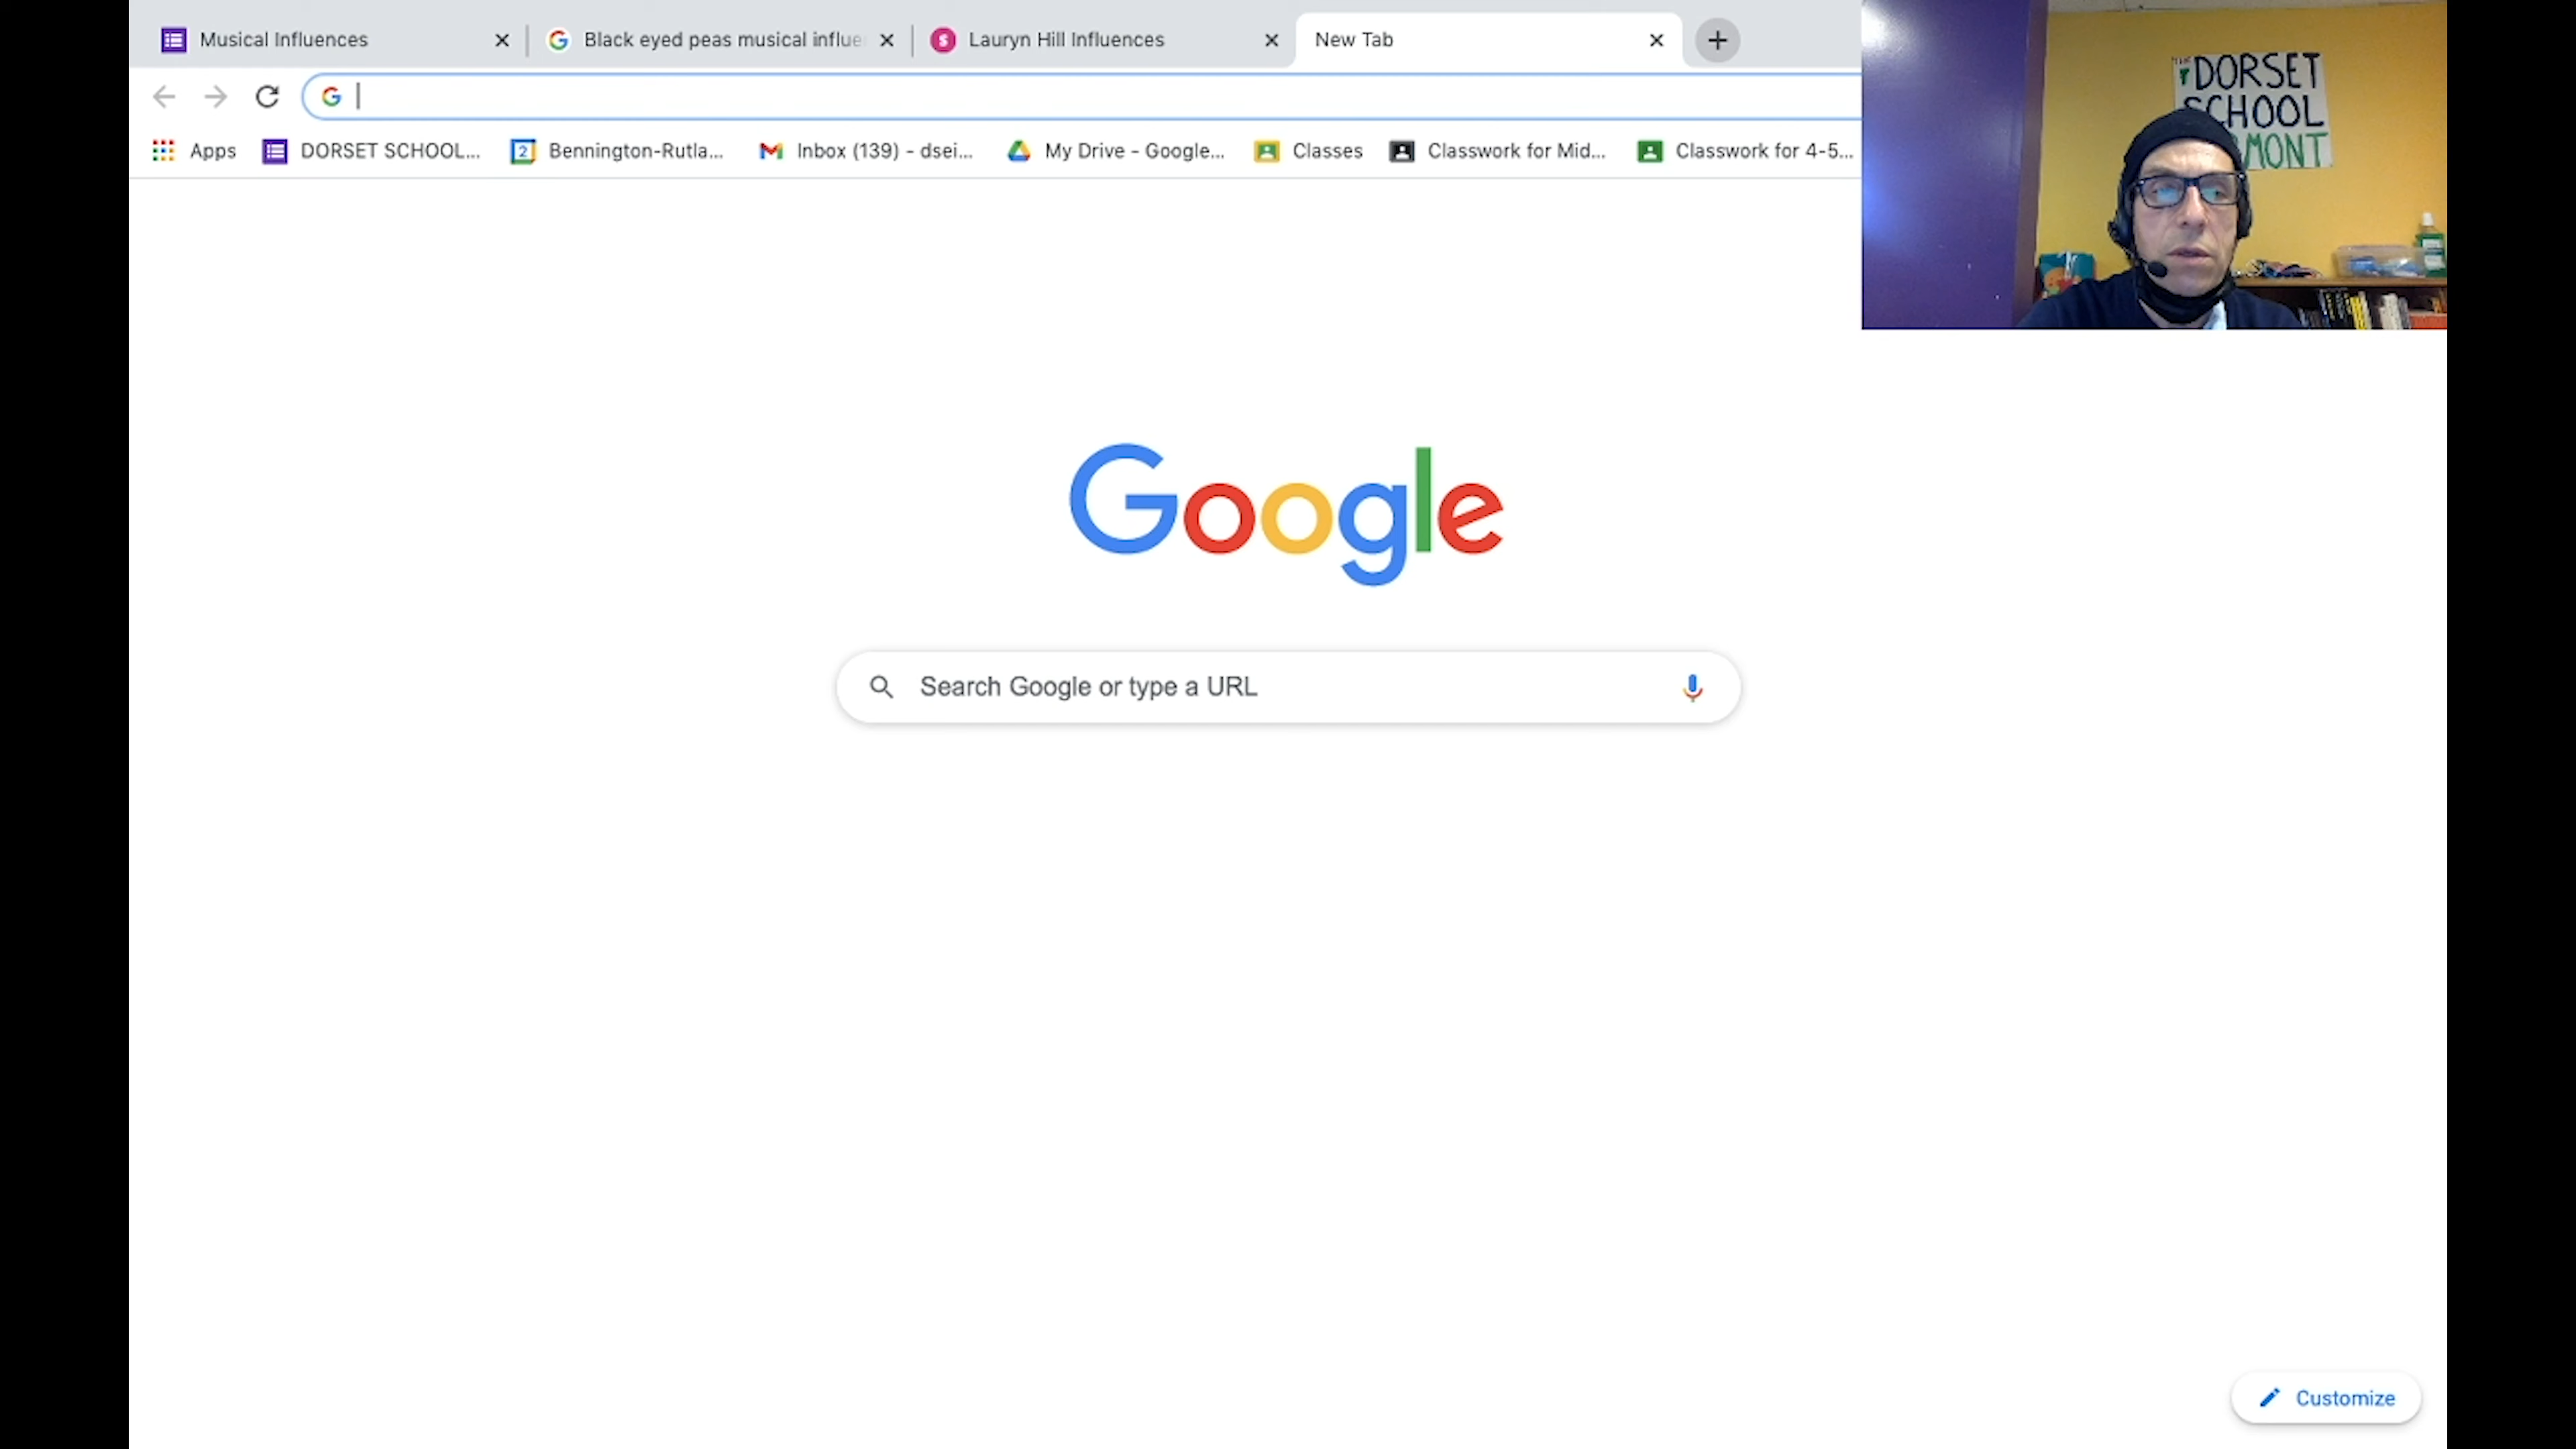 Musical Influences
Black eyed peas musical influe
Lauryn Hill Influences
New Tab
Apps
DORSET SCHOOL...
2
Bennington-Rutla...
Inbox (139) - dsei...
My Drive - Google...
Classes
Classwork for Mid...
Classwork for 4-5...
DORSET
SCHOOL
MONT
Google
Search Google or type a URL
Customize